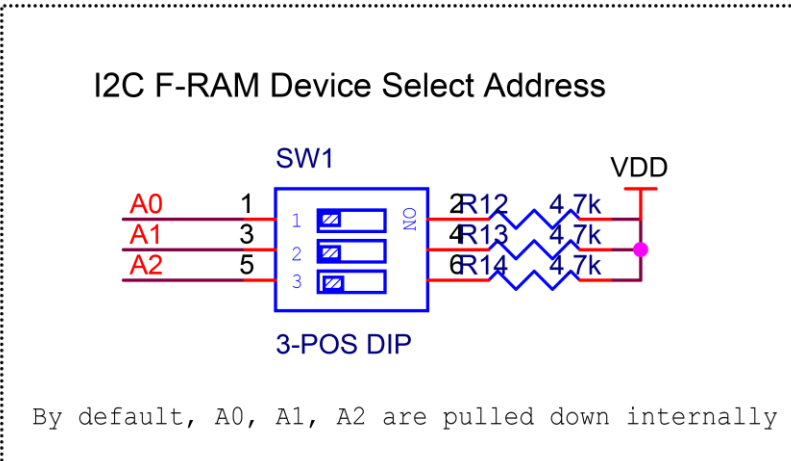 I2C F-RAM Device Select Address
SW1
VDD
A0 1 1 ON 2 R12 4.7k
A1 3 2 4 R13 4.7k
A2 5 3 6 R14 4.7k
3-POS DIP
By default, A0, A1, A2 are pulled down internally